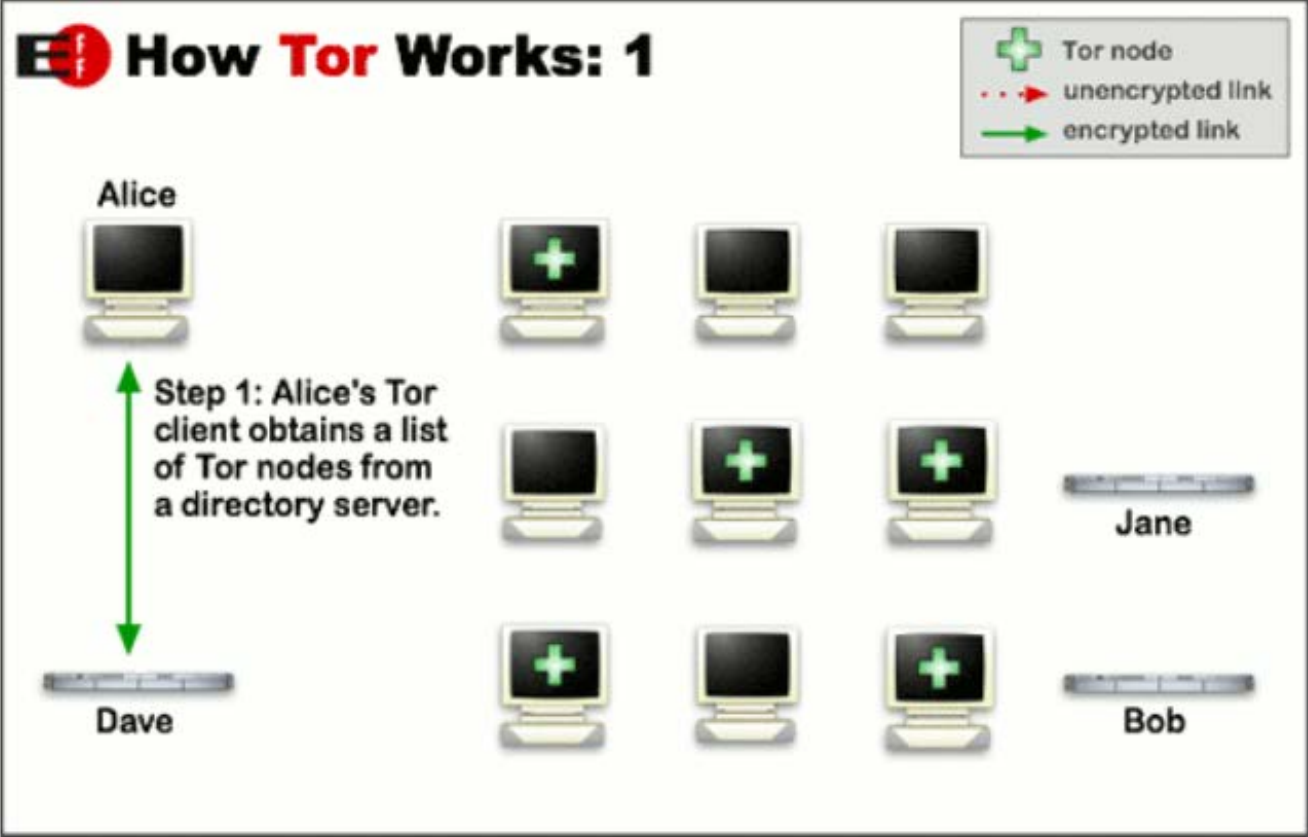 EFF How Tor Works: 1
Tor node
unencrypted link
encrypted link
Alice
Step 1: Alice's Tor
client obtains a list
of Tor nodes from
a directory server.
Jane
Dave
Bob